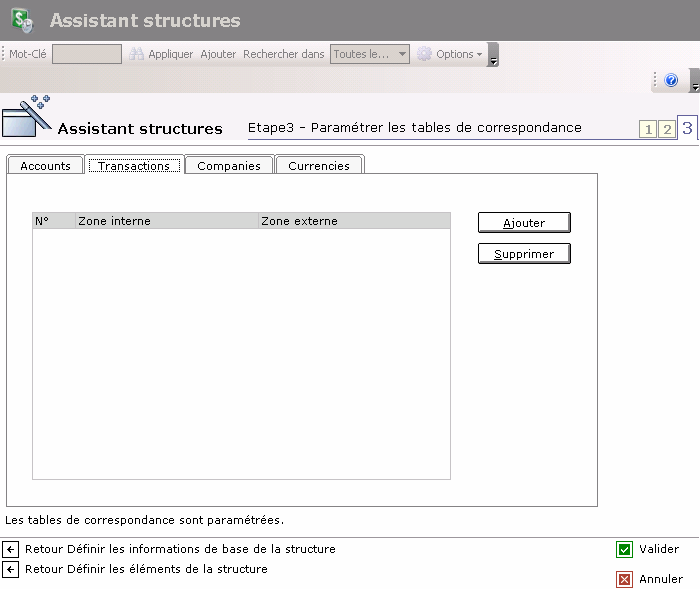 Assistant structures
Mot-Clé Appliquer Ajouter Rechercher dans Toutes le... Options
Assistant structures Etape3 - Paramétrer les tables de correspondance 1 2 3
Accounts Transactions Companies Currencies
N° Zone interne Zone externe Ajouter
Supprimer
Les tables de correspondance sont paramétrées.
Retour Définir les informations de base de la structure Valider
Retour Définir les éléments de la structure
Annuler